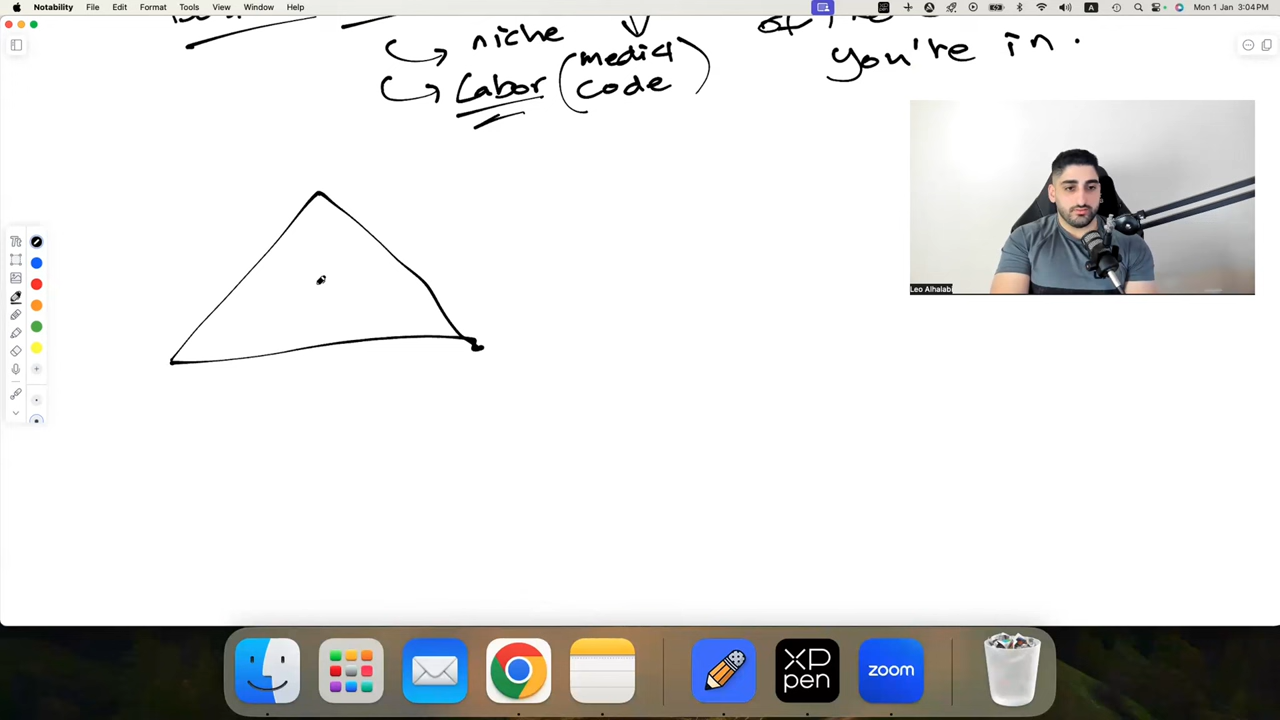 Notability File Edit Format Tools View Window Help
A
Mon 1 Jan 3:04 PM
niche
(media
you're in.
Labor
code)
Tt
Leo Alhalabi
XP
pen
zoom